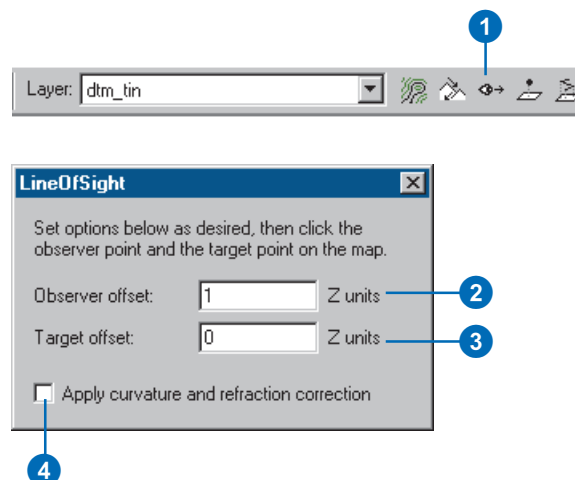 1
Layer: dtm_tin
LineOfSight
Set options below as desired, then click the
observer point and the target point on the map.
Observer offset: 1 Z units 2
Target offset: 0 Z units 3
Apply curvature and refraction correction
4